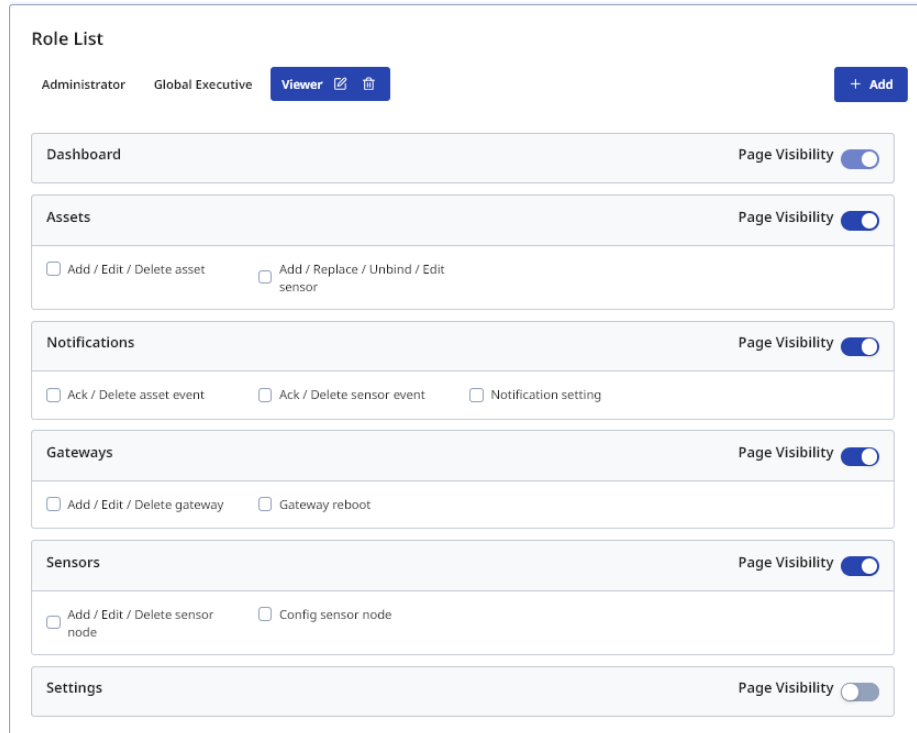 Role List
Administrator
Global Executive
Viewer
+ Add
Dashboard
Page Visibility
Assets
Page Visibility
Add / Edit / Delete asset
Add / Replace / Unbind / Edit
sensor
Notifications
Page Visibility
Ack / Delete asset event
Ack / Delete sensor event
Notification setting
Gateways
Page Visibility
Add / Edit / Delete gateway
Gateway reboot
Sensors
Page Visibility
Add / Edit / Delete sensor
node
Config sensor node
Settings
Page Visibility